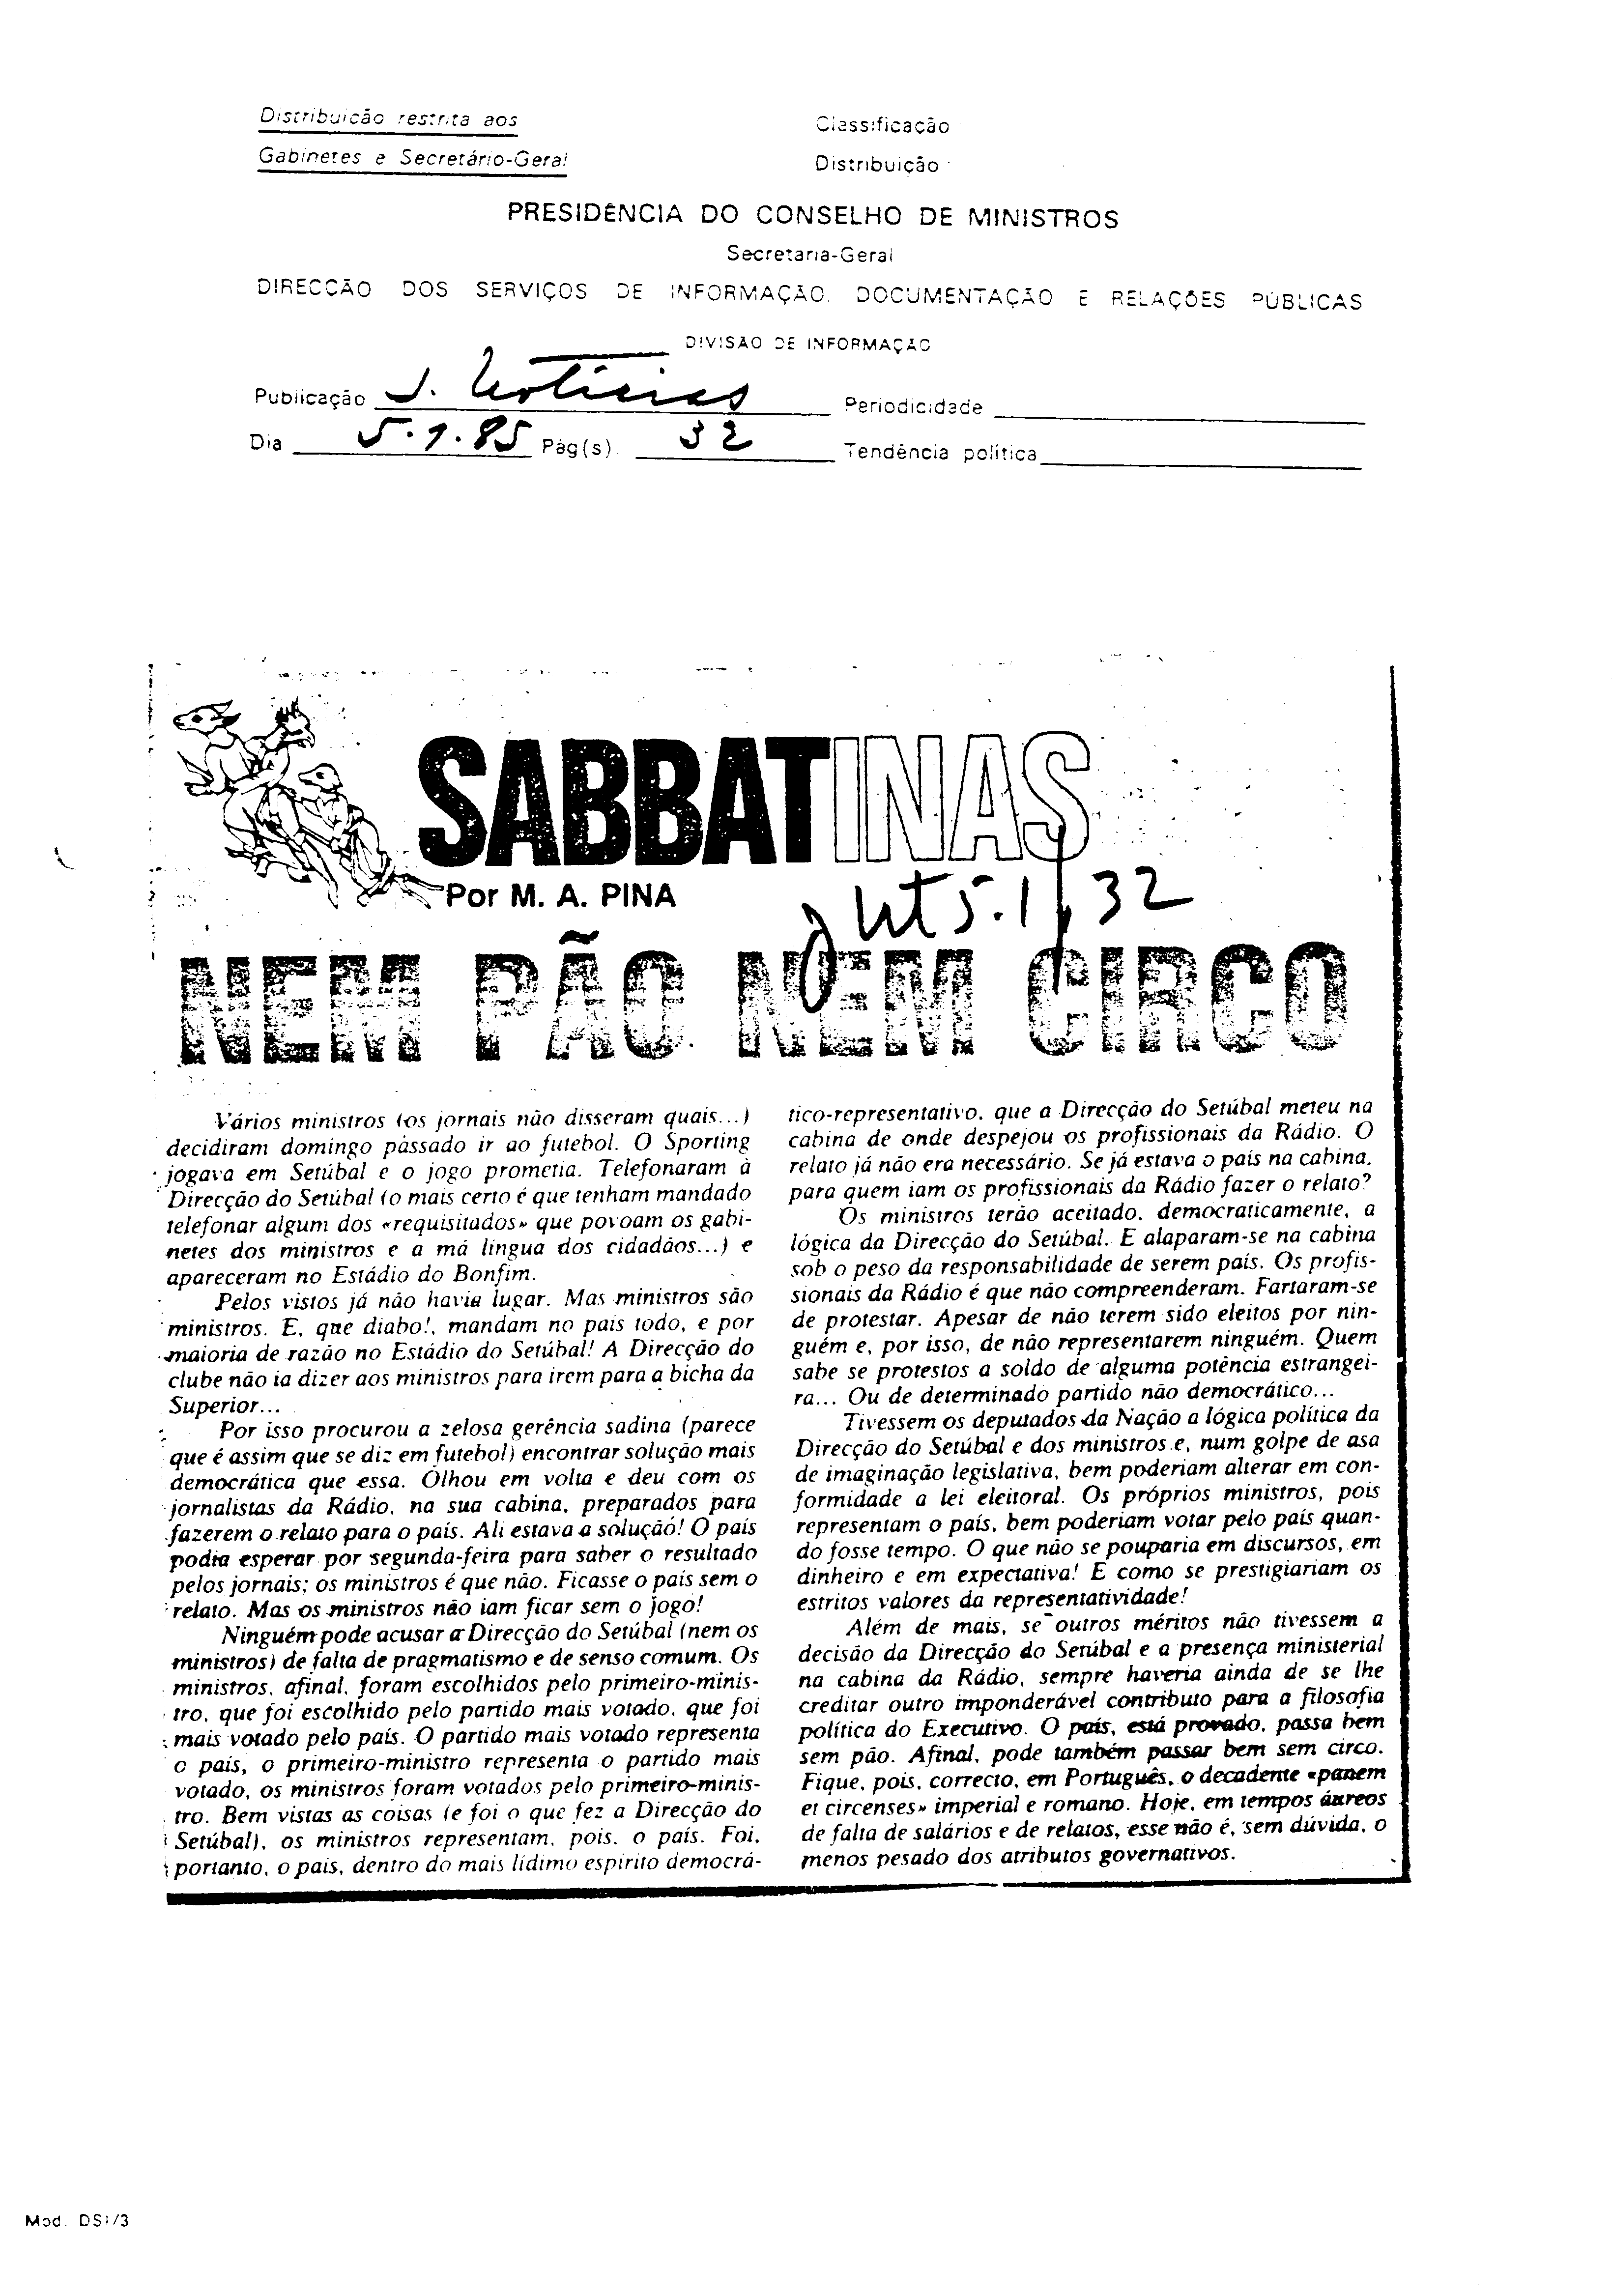 Distribuicão restrita aos
Gabinetes e Secretário-Geral
Classificação
Distribuição
PRESIDÊNCIA DO CONSELHO DE MINISTROS
Secretaria-Geral
DIRECÇÃO DOS SERVIÇOS DE INFORMAÇÃO, DOCUMENTAÇÃO E RELAÇÕES PÚBLICAS
DIVISÃO DE INFORMAÇÃO
Publicação J. Notícias Periodicidade
Dia 5.1.85 Pág(s). 32 Tendência política
SABBATINAS
Por M. A. PINA
5.1 32
NEM PÃO NEM CIRCO
Vários ministros (os jornais não disseram quais...)
decidiram domingo passado ir ao futebol. O Sporting
jogava em Setúbal e o jogo prometia. Telefonaram à
Direcção do Setúbal (o mais certo é que tenham mandado
telefonar algum dos «requisitados» que povoam os gabi-
netes dos ministros e a má língua dos cidadãos...) e
apareceram no Estádio do Bonfim.
Pelos vistos já não havia lugar. Mas ministros são
ministros. E, que diabo!, mandam no país todo, e por
maioria de razão no Estádio do Setúbal! A Direcção do
clube não ia dizer aos ministros para irem para a bicha da
Superior...
Por isso procurou a zelosa gerência sadina (parece
que é assim que se diz em futebol) encontrar solução mais
democrática que essa. Olhou em volta e deu com os
jornalistas da Rádio, na sua cabina, preparados para
fazerem o relato para o país. Ali estava a solução! O país
podia esperar por segunda-feira para saber o resultado
pelos jornais; os ministros é que não. Ficasse o país sem o
relato. Mas os ministros não iam ficar sem o jogo!
Ninguém pode acusar a Direcção do Setúbal (nem os
ministros) de falta de pragmatismo e de senso comum. Os
ministros, afinal, foram escolhidos pelo primeiro-minis-
tro, que foi escolhido pelo partido mais votado, que foi
mais votado pelo país. O partido mais votado representa
o país, o primeiro-ministro representa o partido mais
votado, os ministros foram votados pelo primeiro-minis-
tro. Bem vistas as coisas (e foi o que fez a Direcção do
Setúbal), os ministros representam, pois, o país. Foi,
portanto, o país, dentro do mais lídimo espírito democrá-
tico-representativo, que a Direcção do Setúbal meteu na
cabina de onde despejou os profissionais da Rádio. O
relato já não era necessário. Se já estava o país na cabina,
para quem iam os profissionais da Rádio fazer o relato?
Os ministros terão aceitado, democraticamente, a
lógica da Direcção do Setúbal. E alaparam-se na cabina
sob o peso da responsabilidade de serem país. Os profis-
sionais da Rádio é que não compreenderam. Fartaram-se
de protestar. Apesar de não terem sido eleitos por nin-
guém e, por isso, de não representarem ninguém. Quem
sabe se protestos a soldo de alguma potência estrangei-
ra... Ou de determinado partido não democrático...
Tivessem os deputados da Nação a lógica política da
Direcção do Setúbal e dos ministros e, num golpe de asa
de imaginação legislativa, bem poderiam alterar em con-
formidade a lei eleitoral. Os próprios ministros, pois
representam o país, bem poderiam votar pelo país quan-
do fosse tempo. O que não se pouparia em discursos, em
dinheiro e em expectativa! E como se prestigiariam os
estritos valores da representatividade!
Além de mais, se outros méritos não tivessem a
decisão da Direcção do Setúbal e a presença ministerial
na cabina da Rádio, sempre haveria ainda de se lhe
creditar outro imponderável contributo para a filosofia
política do Executivo. O país, está provado, passa bem
sem pão. Afinal, pode também passar bem sem circo.
Fique, pois, correcto, em Português, o decadente «panem
et circenses» imperial e romano. Hoje, em tempos áureos
de falta de salários e de relatos, esse não é, sem dúvida, o
menos pesado dos atributos governativos.
Mod. DSI/3